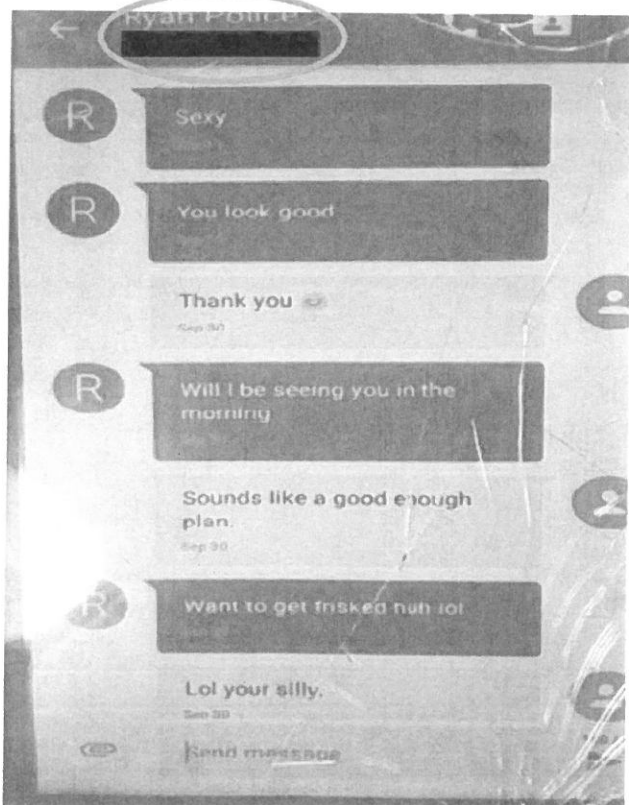 Ryan Police
R
Sexy
R
You look good
Thank you
Sep 30
R
Will I be seeing you in the
morning
Sounds like a good enough
plan.
Sep 30
R
Want to get frisked huh lol
Lol your silly.
Sep 30
Send message